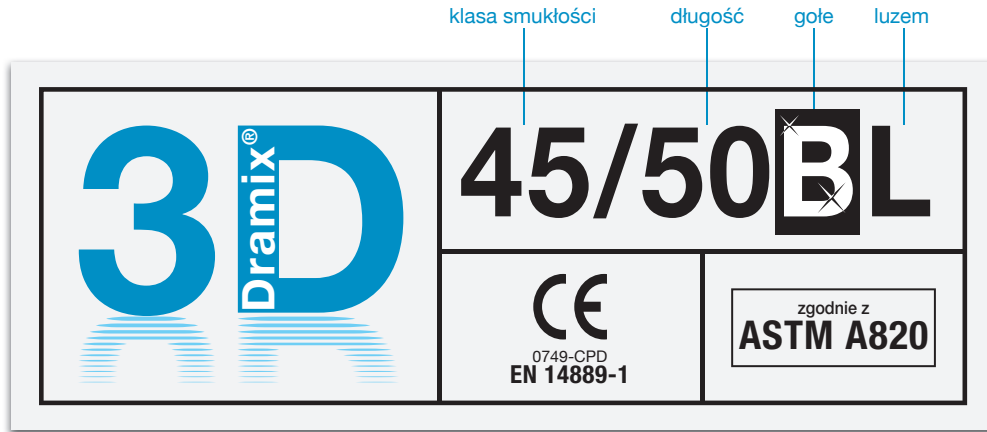 klasa smukłości długość gołe luzem
3D Dramix®
45/50BL
CE
0749-CPD
EN 14889-1
zgodnie z
ASTM A820